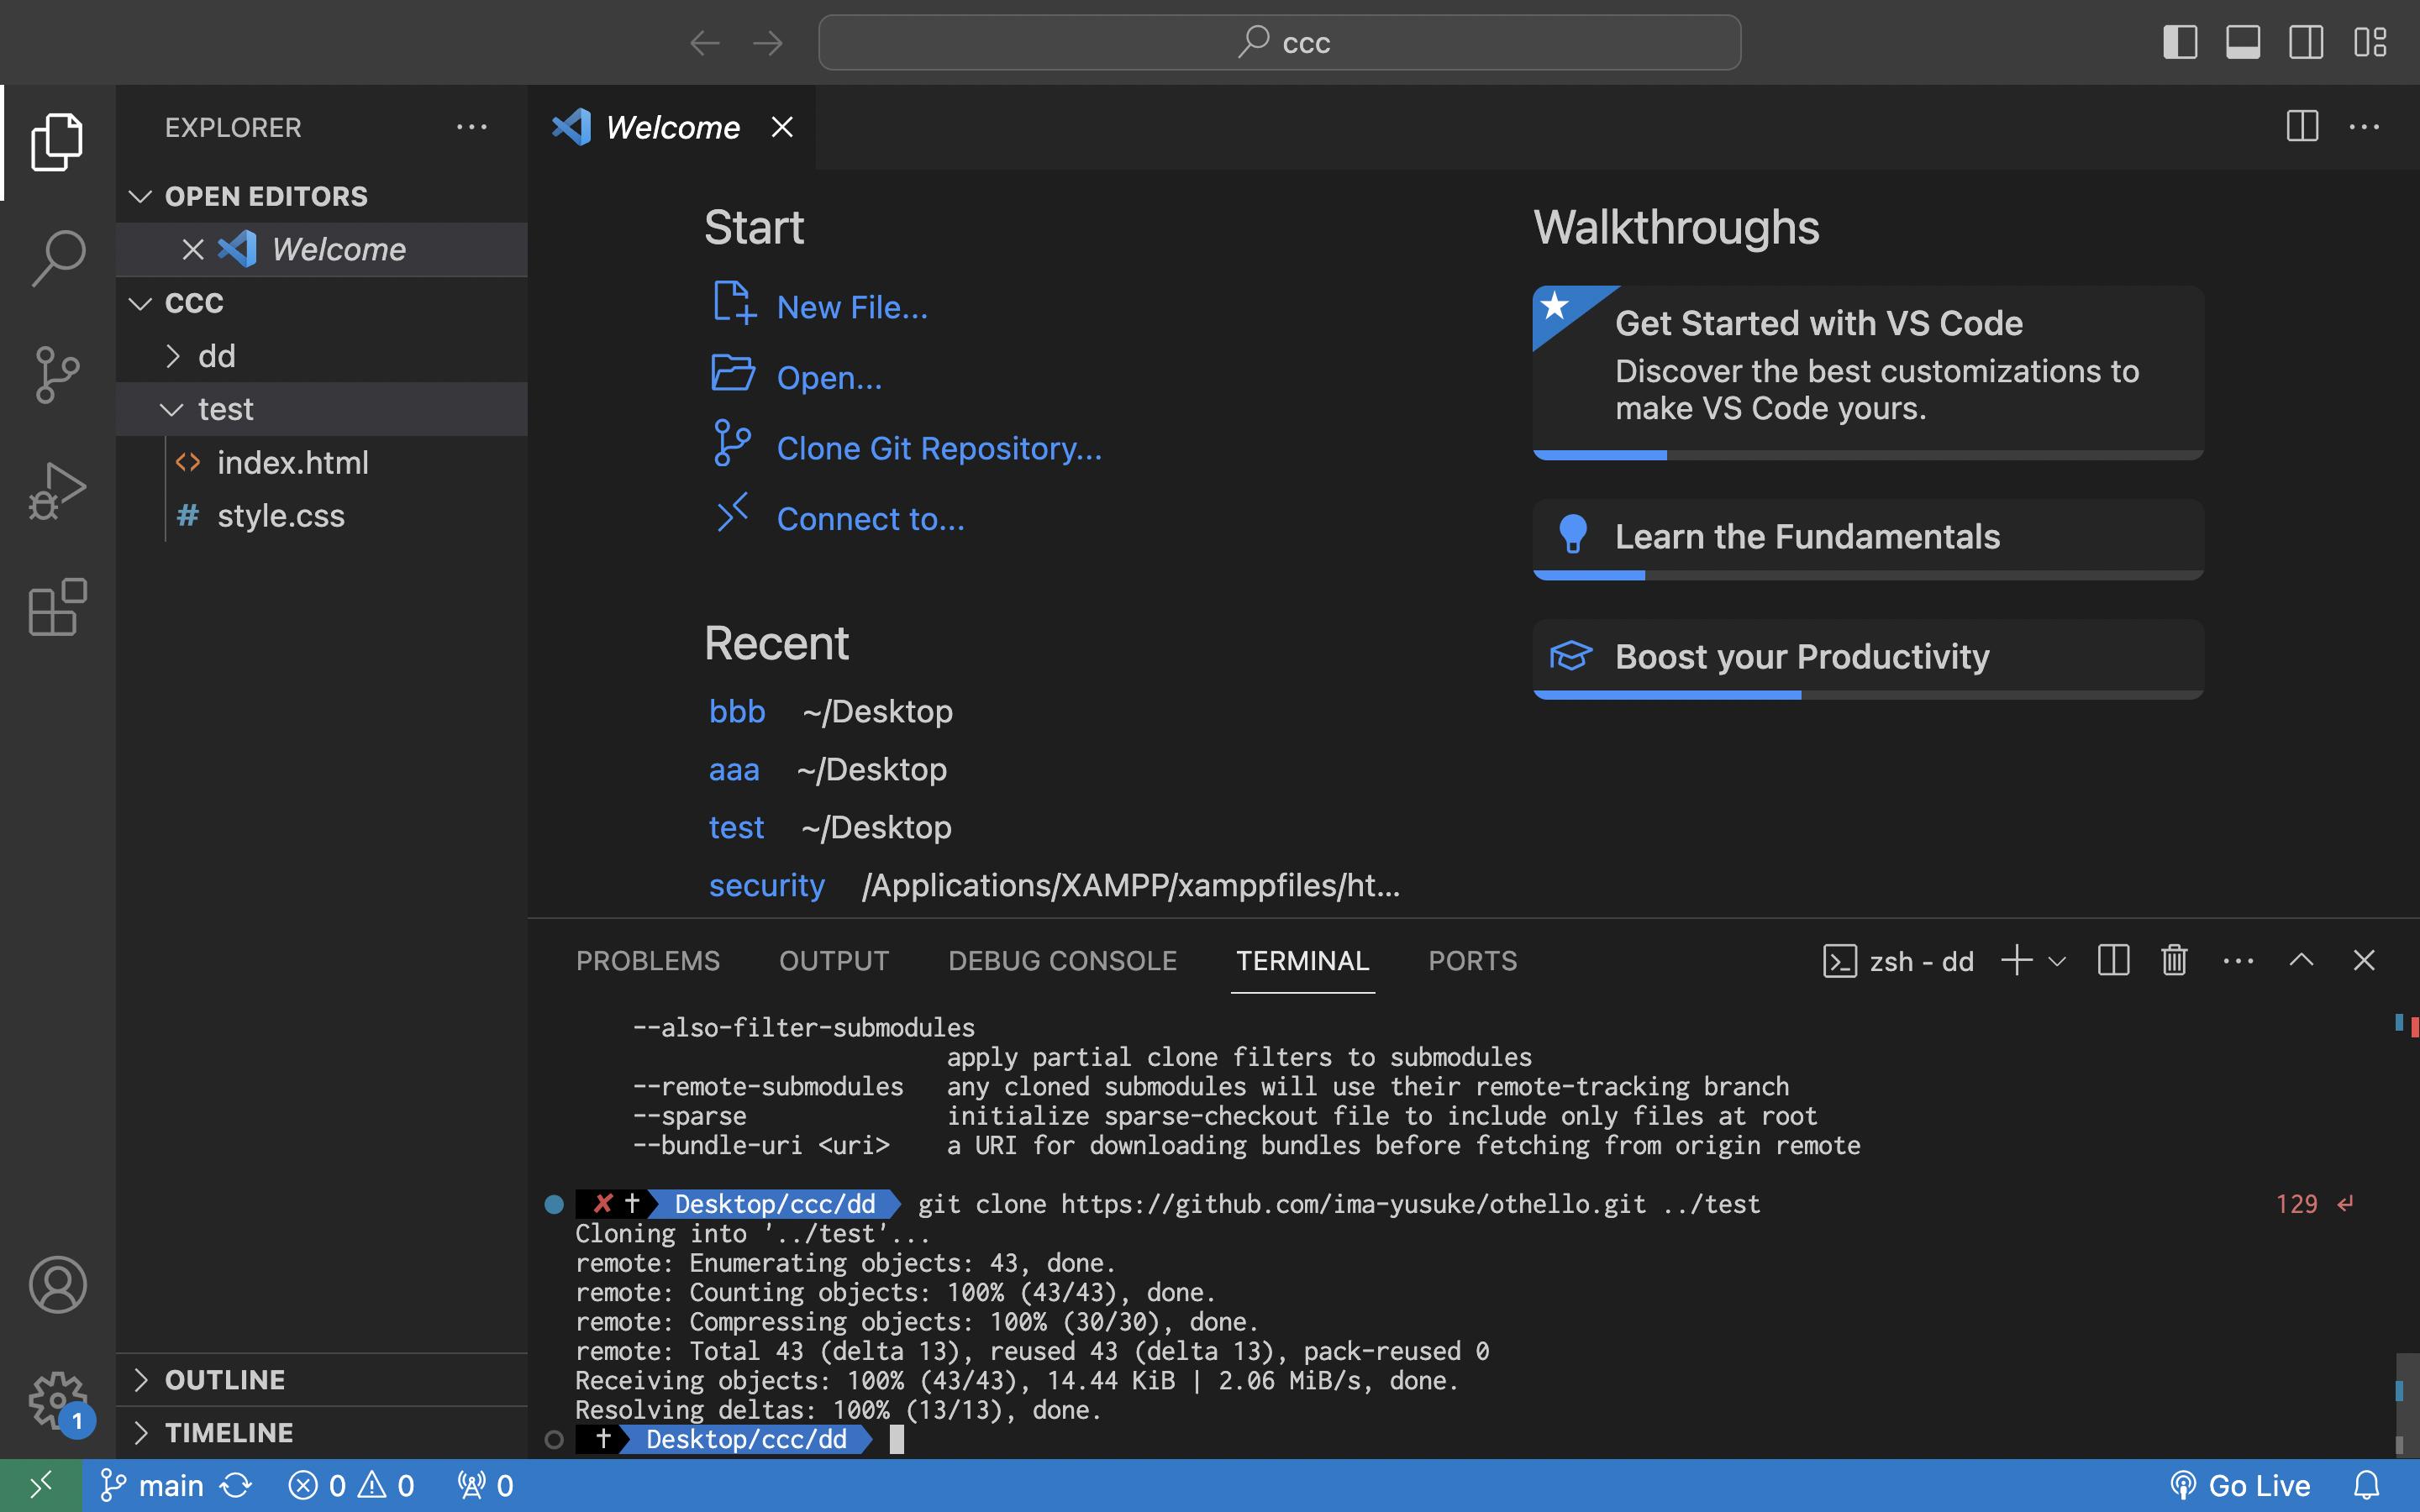 ccc
EXPLORER
OPEN EDITORS
Welcome
CCC
dd
test
index.html
style.css
OUTLINE
TIMELINE
Welcome
Start
New File...
Open...
Clone Git Repository...
Connect to...
Recent
bbb ~/Desktop
aaa ~/Desktop
test ~/Desktop
security /Applications/XAMPP/xamppfiles/ht...
Walkthroughs
Get Started with VS Code
Discover the best customizations to
make VS Code yours.
Learn the Fundamentals
Boost your Productivity
PROBLEMS OUTPUT DEBUG CONSOLE TERMINAL PORTS
zsh - dd
--also-filter-submodules
apply partial clone filters to submodules
--remote-submodules any cloned submodules will use their remote-tracking branch
--sparse initialize sparse-checkout file to include only files at root
--bundle-uri <uri> a URI for downloading bundles before fetching from origin remote
✘ † Desktop/ccc/dd git clone https://github.com/ima-yusuke/othello.git ../test 129 ↵
Cloning into '../test'...
remote: Enumerating objects: 43, done.
remote: Counting objects: 100% (43/43), done.
remote: Compressing objects: 100% (30/30), done.
remote: Total 43 (delta 13), reused 43 (delta 13), pack-reused 0
Receiving objects: 100% (43/43), 14.44 KiB | 2.06 MiB/s, done.
Resolving deltas: 100% (13/13), done.
† Desktop/ccc/dd
1
main 0 0 0 Go Live